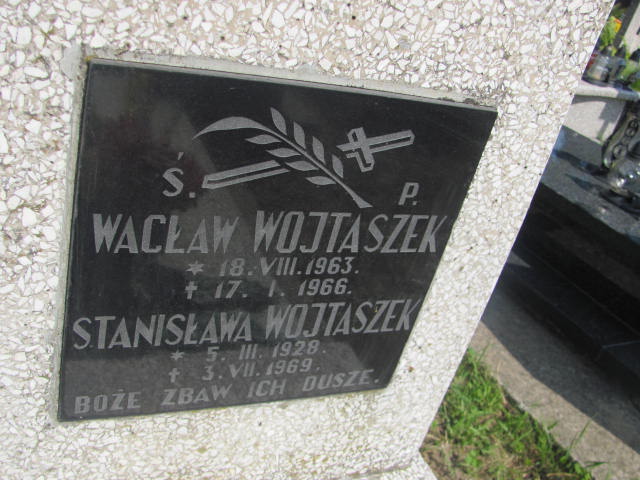 Ś. P.
WACŁAW WOJTASZEK
* 18. VIII. 1963.
✝ 17. I. 1966.
STANISŁAWA WOJTASZEK
* 5. III. 1928.
✝ 3. VII. 1969.
BOŻE ZBAW ICH DUSZE.